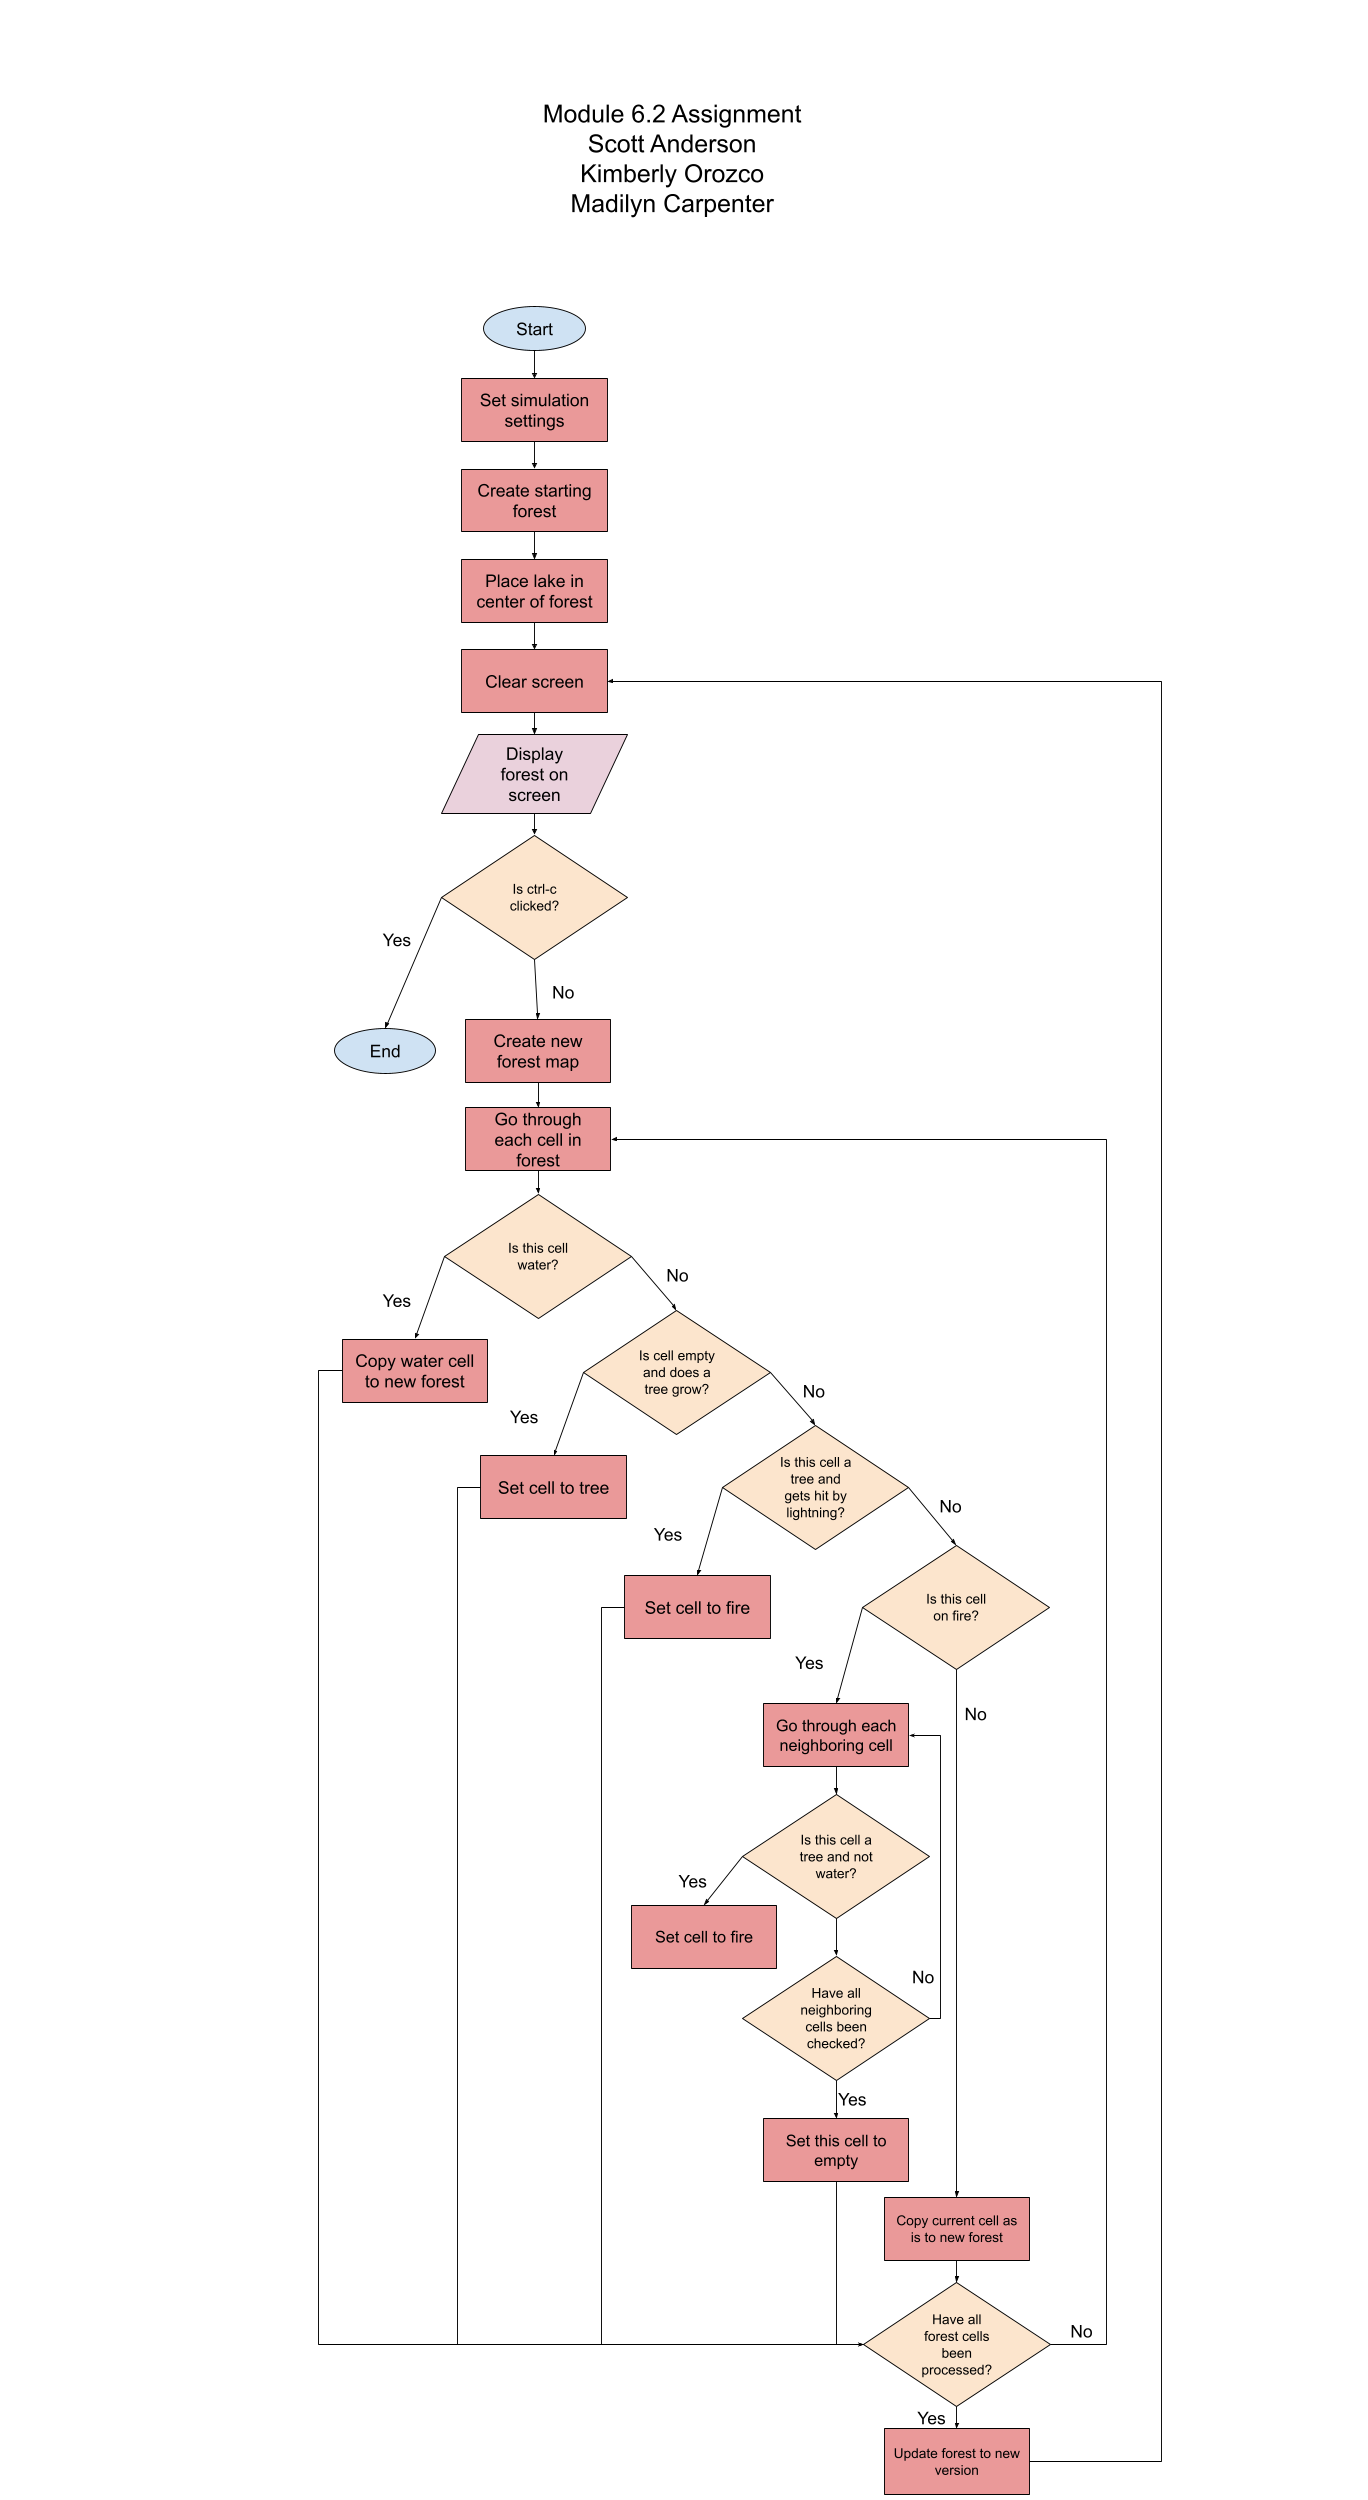 Module 6.2 Assignment
Scott Anderson
Kimberly Orozco
Madilyn Carpenter
Start
Set simulation
settings
Create starting
forest
Place lake in
center of forest
Clear screen
Display
forest on
screen
Is ctrl-c
clicked?
Yes
No
End
Create new
forest map
Go through
each cell in
forest
Is this cell
water?
No
Yes
Copy water cell
to new forest
Is cell empty
and does a
tree grow?
No
Yes
Set cell to tree
Is this cell a
tree and
gets hit by
lightning?
No
Yes
Set cell to fire
Is this cell
on fire?
Yes
No
Go through each
neighboring cell
Is this cell a
tree and not
water?
Yes
Set cell to fire
No
Have all
neighboring
cells been
checked?
Yes
Set this cell to
empty
Copy current cell as
is to new forest
Have all
forest cells
been
processed?
No
Yes
Update forest to new
version